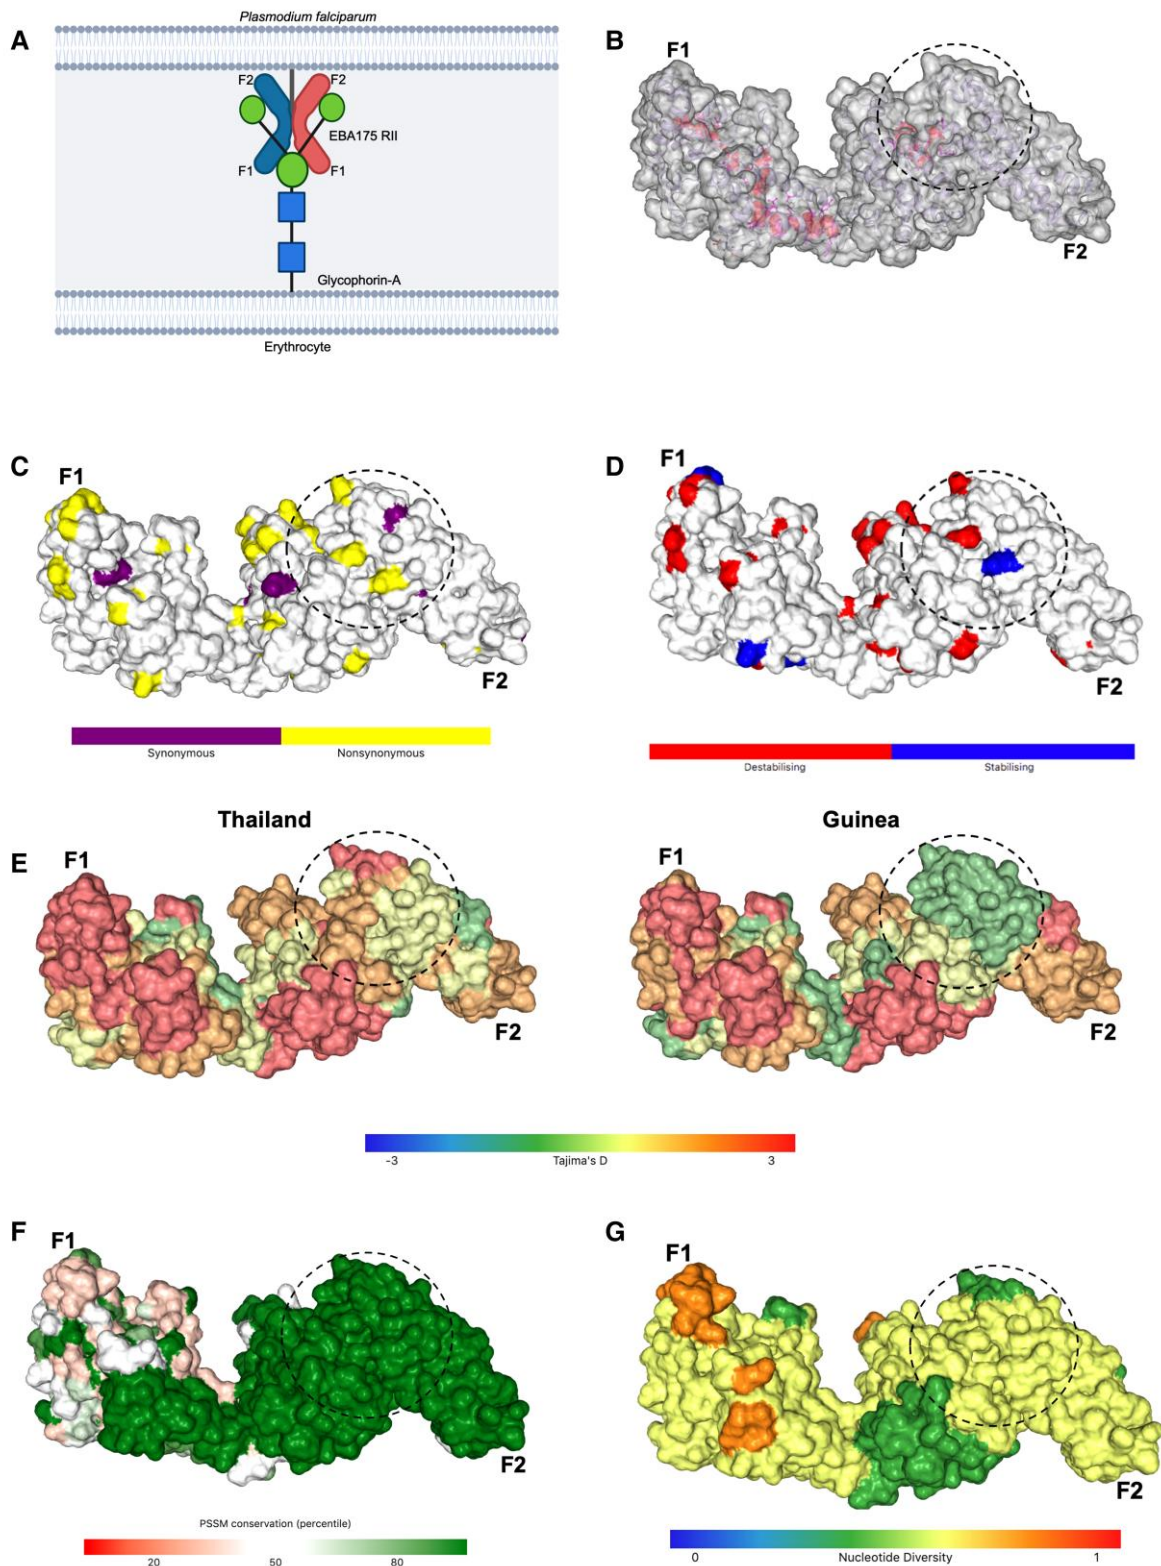 Plasmodium falciparum
A
F2
F2
EBA175 RII
F1
F1
Glycophorin-A
Erythrocyte
B
F1
F2
C
F1
F2
Synonymous
Nonsynonymous
D
F1
F2
Destabilising
Stabilising
Thailand
Guinea
E
F1
F2
F1
F2
-3
Tajima's D
3
F
F1
F2
PSSM conservation (percentile)
20
50
80
G
F1
F2
0
Nucleotide Diversity
1